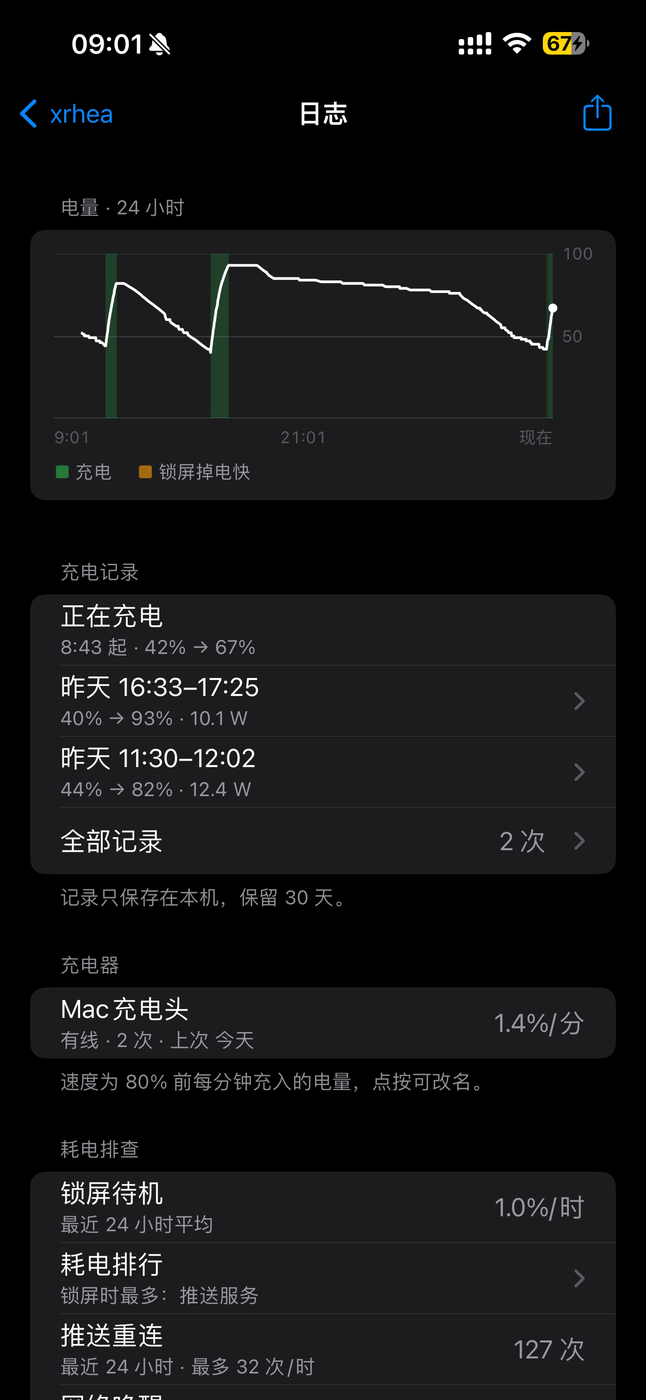 09:01
67
xrhea
日志
电量 · 24 小时
100
50
9:01
21:01
现在
充电
锁屏掉电快
充电记录
正在充电
8:43 起 · 42% → 67%
昨天 16:33–17:25
40% → 93% · 10.1 W
昨天 11:30–12:02
44% → 82% · 12.4 W
全部记录
2 次
记录只保存在本机，保留 30 天。
充电器
Mac充电头
1.4%/分
有线 · 2 次 · 上次 今天
速度为 80% 前每分钟充入的电量，点按可改名。
耗电排查
锁屏待机
1.0%/时
最近 24 小时平均
耗电排行
锁屏时最多：推送服务
推送重连
127 次
最近 24 小时 · 最多 32 次/时